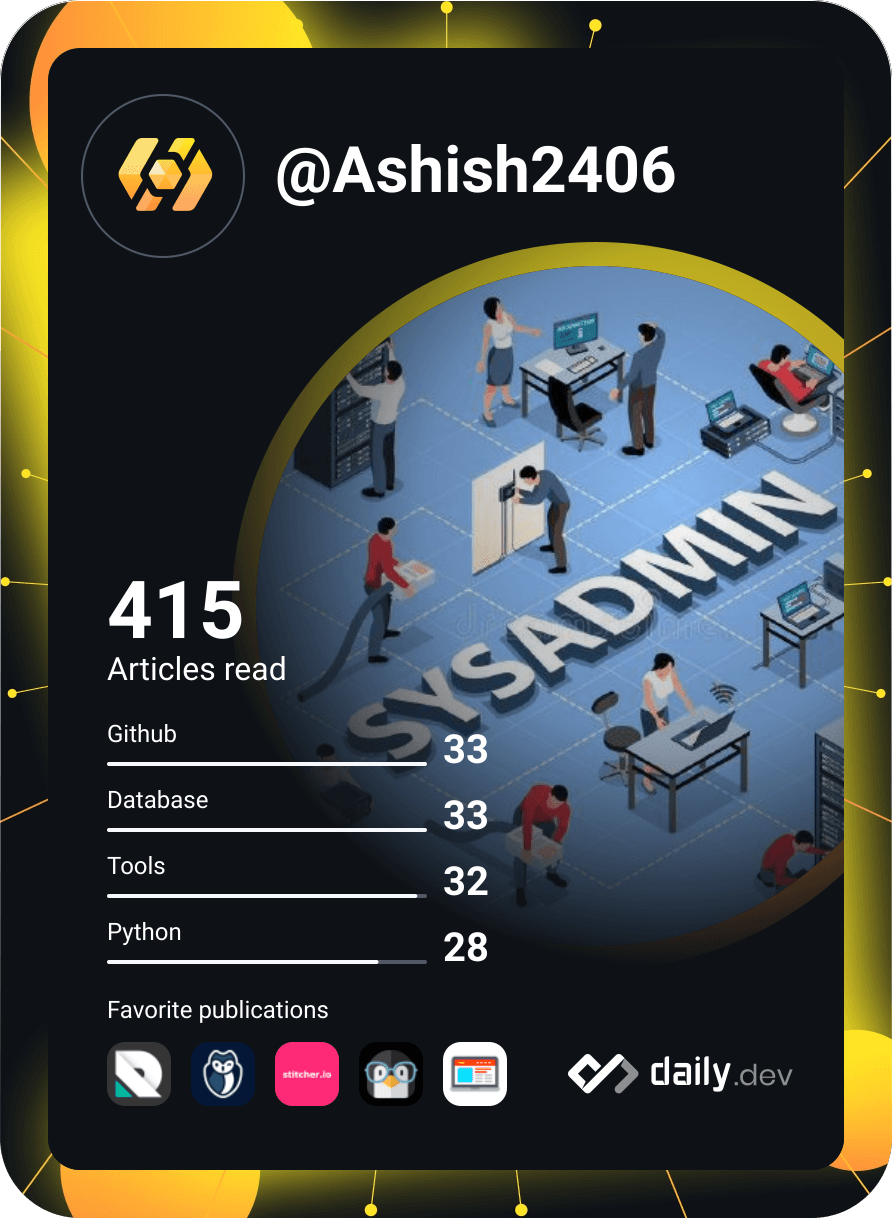 @Ashish2406
SYSADMIN
415
Articles read
Github
33
Database
33
Tools
32
Python
28
Favorite publications
stitcher.io
daily.dev